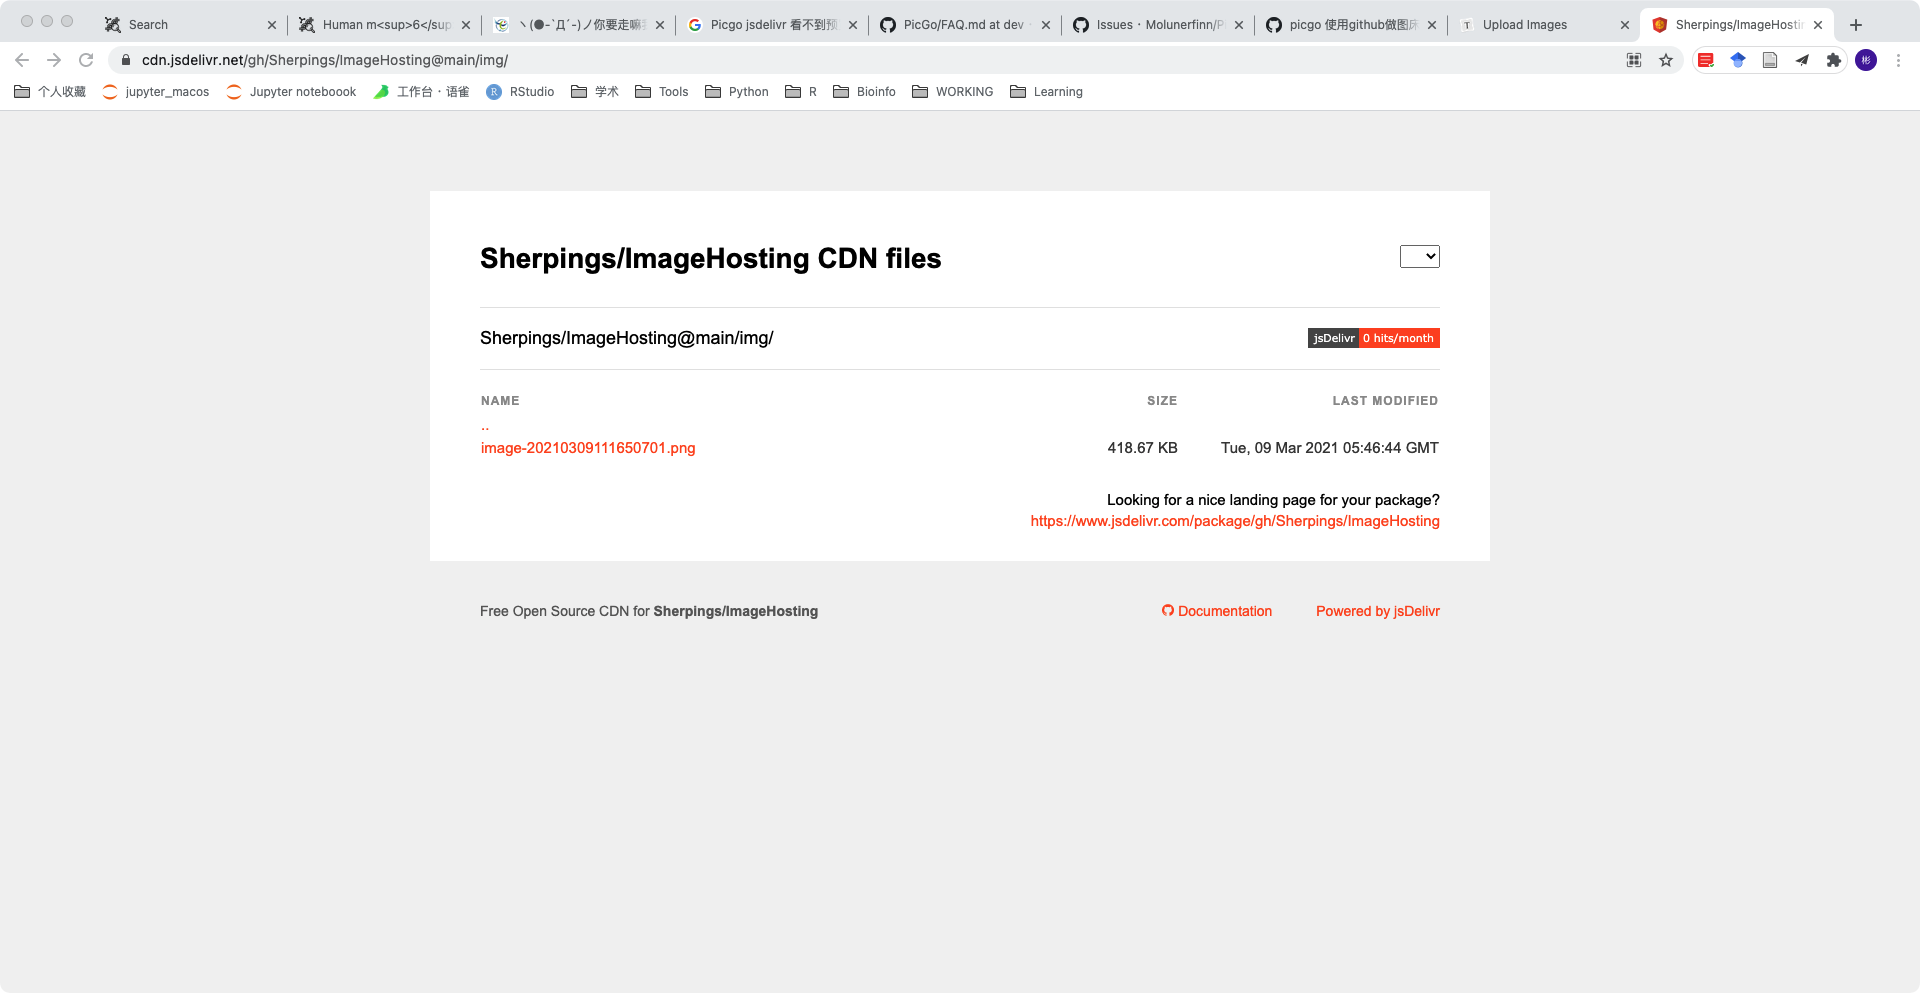 Search
Human m<sup>6</sup
ヽ(●-`Д´-)ノ你要走嘛
Picgo jsdelivr 看不到预
PicGo/FAQ.md at dev ·
Issues · Molunerfinn/P
picgo 使用github做图床
Upload Images
Sherpings/ImageHostin
cdn.jsdelivr.net/gh/Sherpings/ImageHosting@main/img/
彬
个人收藏
jupyter_macos
Jupyter noteboook
工作台 · 语雀
RStudio
学术
Tools
Python
R
Bioinfo
WORKING
Learning
Sherpings/ImageHosting CDN files
Sherpings/ImageHosting@main/img/
jsDelivr 0 hits/month
NAME SIZE LAST MODIFIED
..
image-20210309111650701.png 418.67 KB Tue, 09 Mar 2021 05:46:44 GMT
Looking for a nice landing page for your package?
https://www.jsdelivr.com/package/gh/Sherpings/ImageHosting
Free Open Source CDN for Sherpings/ImageHosting
Documentation
Powered by jsDelivr